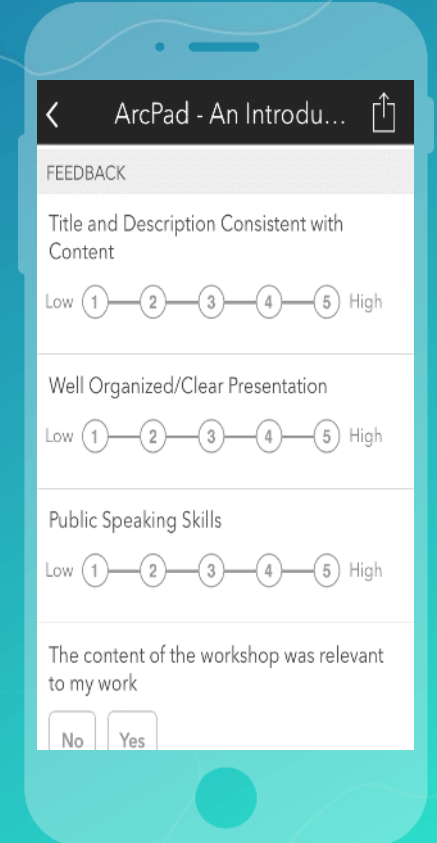 ArcPad - An Introdu...
FEEDBACK
Title and Description Consistent with
Content
Low 1 2 3 4 5 High
Well Organized/Clear Presentation
Low 1 2 3 4 5 High
Public Speaking Skills
Low 1 2 3 4 5 High
The content of the workshop was relevant
to my work
No Yes